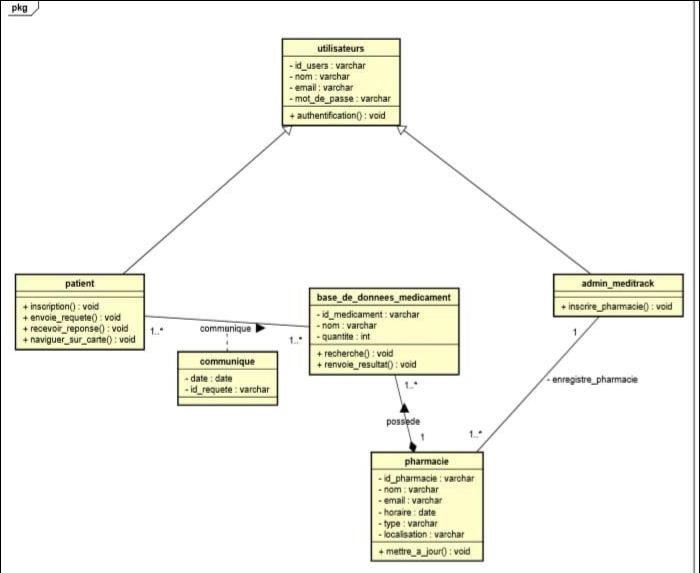 pkg
utilisateurs
- id_users : varchar
- nom : varchar
- email : varchar
- mot_de_passe : varchar
+ authentification() : void
patient
+ inscription() : void
+ envoie_requete() : void
+ recevoir_reponse() : void
+ naviguer_sur_carte() : void
1..*
communique
1..*
communique
- date : date
- id_requete : varchar
base_de_donnees_medicament
- id_medicament : varchar
- nom : varchar
- quantite : int
+ recherche() : void
+ renvoie_resultat() : void
1..*
possede
1
admin_meditrack
+ inscrire_pharmacie() : void
1
- enregistre_pharmacie
1..*
pharmacie
- id_pharmacie : varchar
- nom : varchar
- email : varchar
- horaire : date
- type : varchar
- localisation : varchar
+ mettre_a_jour() : void